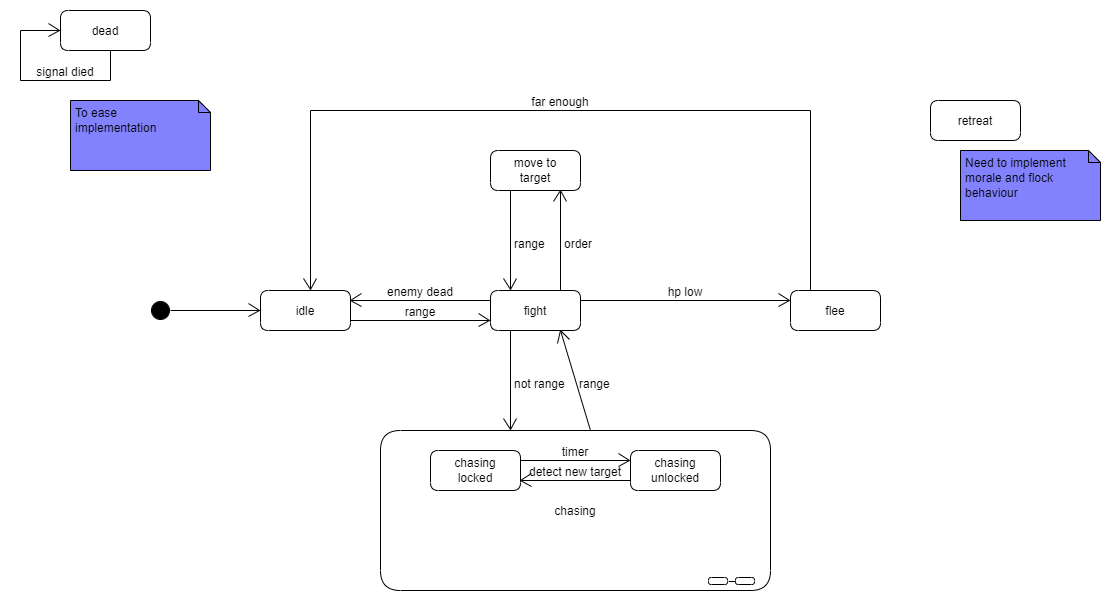 dead
signal died
To ease
implementation
far enough
retreat
Need to implement
morale and flock
behaviour
move to
target
range
order
idle
enemy dead
range
fight
hp low
flee
not range
range
chasing
locked
timer
detect new target
chasing
unlocked
chasing